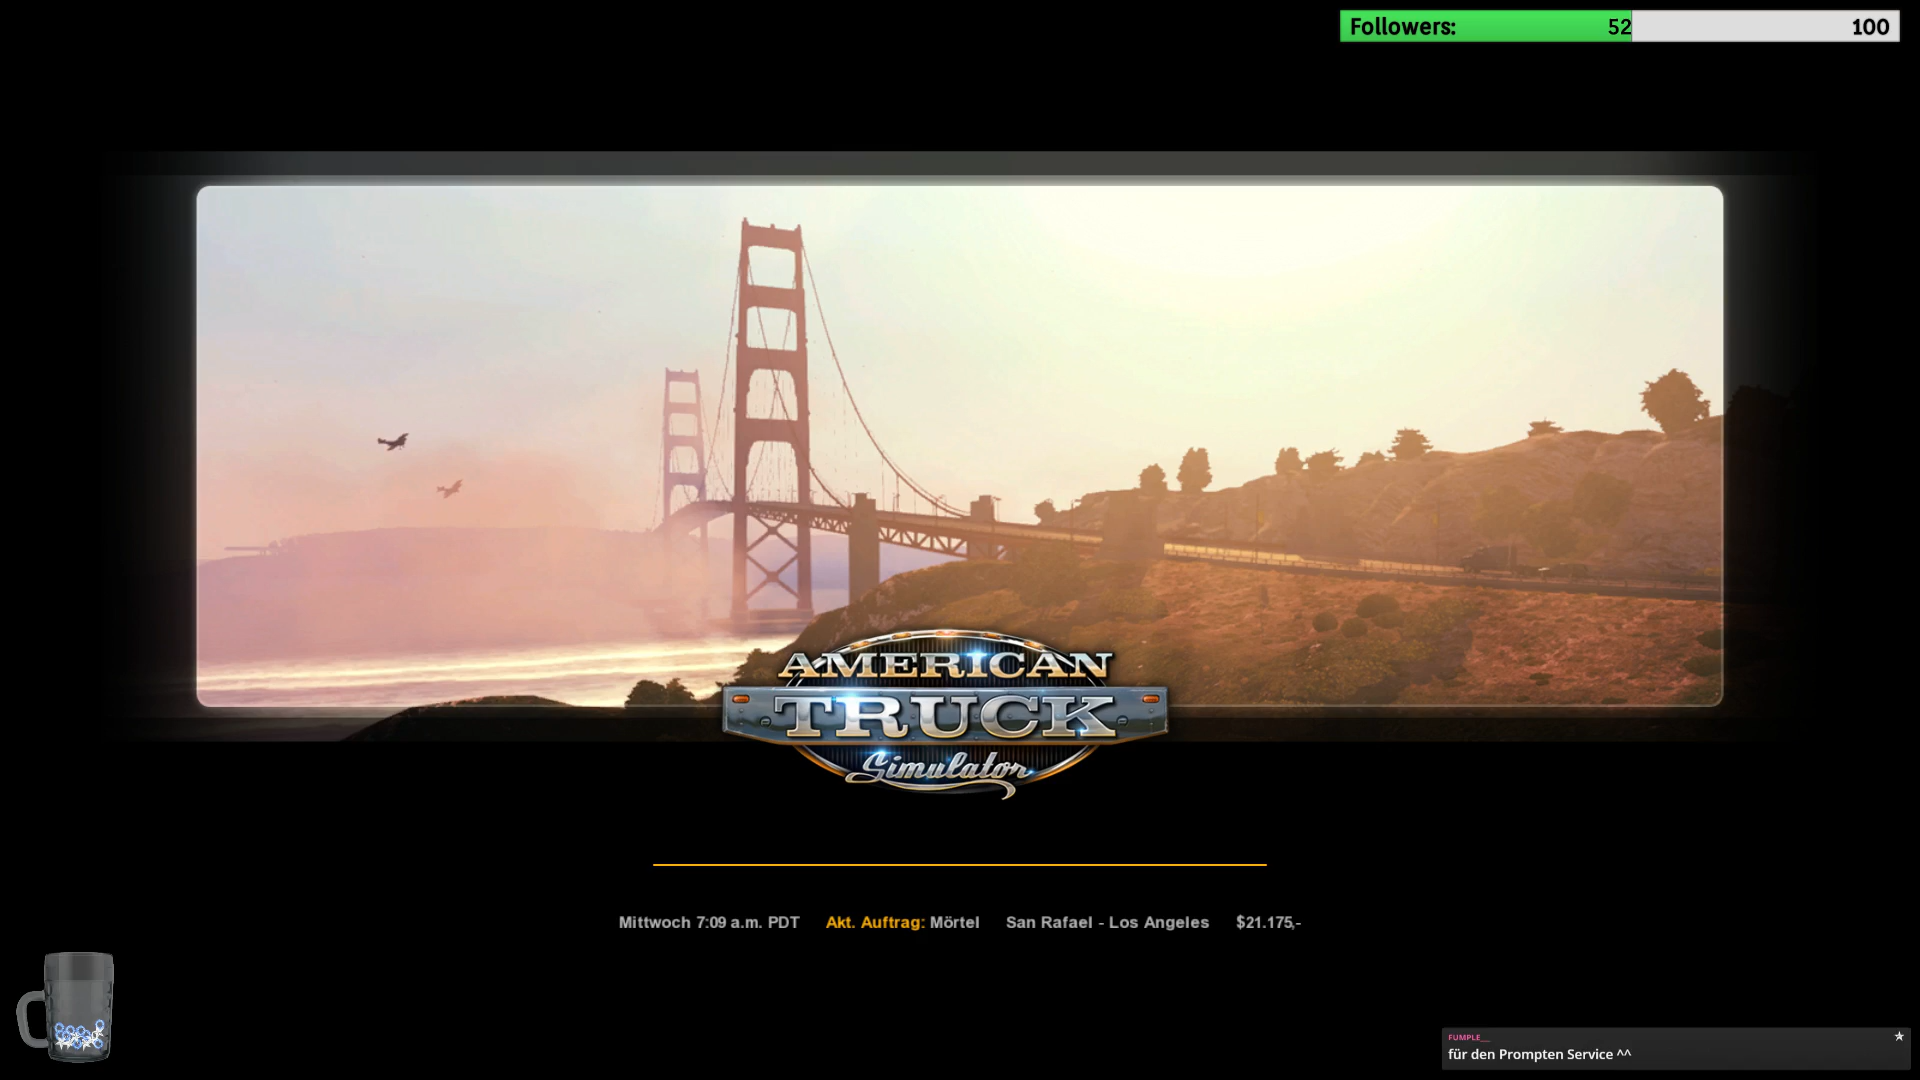 Followers: 52 100
AMERICAN
TRUCK
Simulator
Mittwoch 7:09 a.m. PDT Akt. Auftrag: Mörtel San Rafael - Los Angeles $21.175,-
FUMPLE__
für den Prompten Service ^^